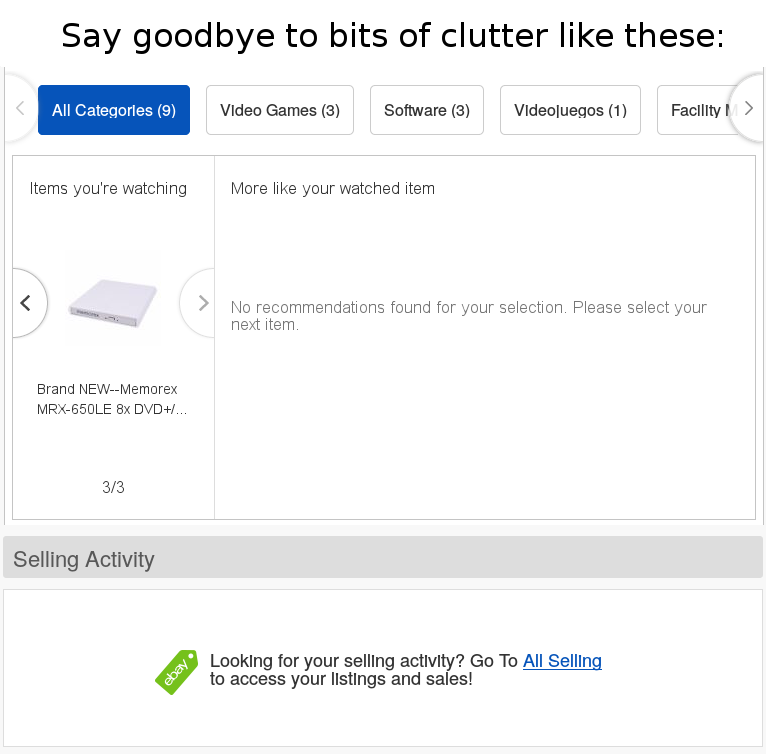 Say goodbye to bits of clutter like these:
All Categories (9)
Video Games (3)
Software (3)
Videojuegos (1)
Facility
Items you're watching
More like your watched item
No recommendations found for your selection. Please select your
next item.
Brand NEW--Memorex
MRX-650LE 8x DVD+/...
3/3
Selling Activity
ebay
Looking for your selling activity? Go To All Selling
to access your listings and sales!